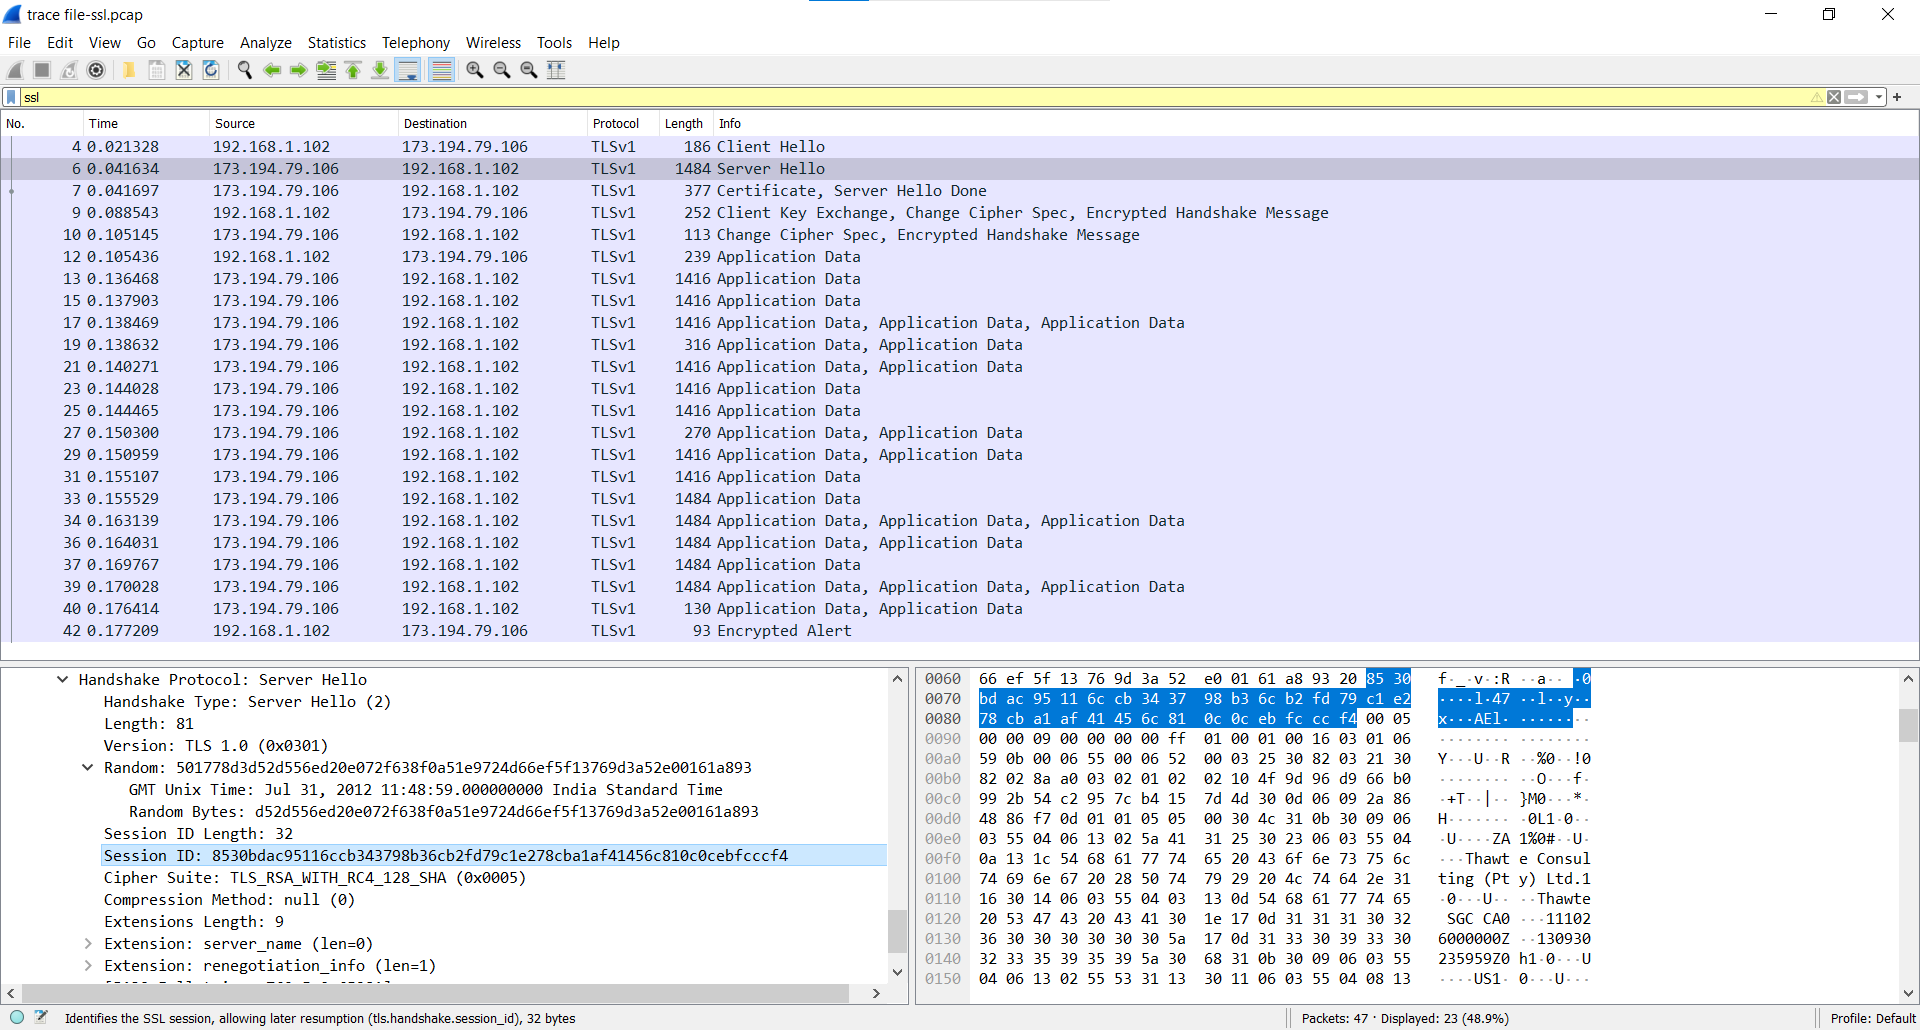 trace file-ssl.pcap
File Edit View Go Capture Analyze Statistics Telephony Wireless Tools Help
ssl
No. Time Source Destination Protocol Length Info
4 0.021328 192.168.1.102 173.194.79.106 TLSv1 186 Client Hello
6 0.041634 173.194.79.106 192.168.1.102 TLSv1 1484 Server Hello
7 0.041697 173.194.79.106 192.168.1.102 TLSv1 377 Certificate, Server Hello Done
9 0.088543 192.168.1.102 173.194.79.106 TLSv1 252 Client Key Exchange, Change Cipher Spec, Encrypted Handshake Message
10 0.105145 173.194.79.106 192.168.1.102 TLSv1 113 Change Cipher Spec, Encrypted Handshake Message
12 0.105436 192.168.1.102 173.194.79.106 TLSv1 239 Application Data
13 0.136468 173.194.79.106 192.168.1.102 TLSv1 1416 Application Data
15 0.137903 173.194.79.106 192.168.1.102 TLSv1 1416 Application Data
17 0.138469 173.194.79.106 192.168.1.102 TLSv1 1416 Application Data, Application Data, Application Data
19 0.138632 173.194.79.106 192.168.1.102 TLSv1 316 Application Data, Application Data
21 0.140271 173.194.79.106 192.168.1.102 TLSv1 1416 Application Data, Application Data
23 0.144028 173.194.79.106 192.168.1.102 TLSv1 1416 Application Data
25 0.144465 173.194.79.106 192.168.1.102 TLSv1 1416 Application Data
27 0.150300 173.194.79.106 192.168.1.102 TLSv1 270 Application Data, Application Data
29 0.150959 173.194.79.106 192.168.1.102 TLSv1 1416 Application Data, Application Data
31 0.155107 173.194.79.106 192.168.1.102 TLSv1 1416 Application Data
33 0.155529 173.194.79.106 192.168.1.102 TLSv1 1484 Application Data
34 0.163139 173.194.79.106 192.168.1.102 TLSv1 1484 Application Data, Application Data, Application Data
36 0.164031 173.194.79.106 192.168.1.102 TLSv1 1484 Application Data, Application Data
37 0.169767 173.194.79.106 192.168.1.102 TLSv1 1484 Application Data
39 0.170028 173.194.79.106 192.168.1.102 TLSv1 1484 Application Data, Application Data, Application Data
40 0.176414 173.194.79.106 192.168.1.102 TLSv1 130 Application Data, Application Data
42 0.177209 192.168.1.102 173.194.79.106 TLSv1 93 Encrypted Alert
Handshake Protocol: Server Hello
Handshake Type: Server Hello (2)
Length: 81
Version: TLS 1.0 (0x0301)
Random: 501778d3d52d556ed20e072f638f0a51e9724d66ef5f13769d3a52e00161a893
GMT Unix Time: Jul 31, 2012 11:48:59.000000000 India Standard Time
Random Bytes: d52d556ed20e072f638f0a51e9724d66ef5f13769d3a52e00161a893
Session ID Length: 32
Session ID: 8530bdac95116ccb343798b36cb2fd79c1e278cba1af41456c810c0cebfcccf4
Cipher Suite: TLS_RSA_WITH_RC4_128_SHA (0x0005)
Compression Method: null (0)
Extensions Length: 9
Extension: server_name (len=0)
Extension: renegotiation_info (len=1)
0060 66 ef 5f 13 76 9d 3a 52 e0 01 61 a8 93 20 85 30 f·_·v·:R ··a·· ·0
0070 bd ac 95 11 6c cb 34 37 98 b3 6c b2 fd 79 c1 e2 ····l·47 ··l··y··
0080 78 cb a1 af 41 45 6c 81 0c 0c eb fc cc f4 00 05 x···AEl· ········
0090 00 00 09 00 00 00 00 ff 01 00 01 00 16 03 01 06 ········ ········
00a0 59 0b 00 06 55 00 06 52 00 03 25 30 82 03 21 30 Y···U··R ··%0··!0
00b0 82 02 8a a0 03 02 01 02 02 10 4f 9d 96 d9 66 b0 ········ ··O···f·
00c0 99 2b 54 c2 95 7c b4 15 7d 4d 30 0d 06 09 2a 86 ·+T··|·· }M0···*·
00d0 48 86 f7 0d 01 01 05 05 00 30 4c 31 0b 30 09 06 H······· ·0L1·0··
00e0 03 55 04 06 13 02 5a 41 31 25 30 23 06 03 55 04 ·U····ZA 1%0#··U·
00f0 0a 13 1c 54 68 61 77 74 65 20 43 6f 6e 73 75 6c ···Thawt e Consul
0100 74 69 6e 67 20 28 50 74 79 29 20 4c 74 64 2e 31 ting (Pt y) Ltd.1
0110 16 30 14 06 03 55 04 03 13 0d 54 68 61 77 74 65 ·0···U·· ··Thawte
0120 20 53 47 43 20 43 41 30 1e 17 0d 31 31 31 30 32 SGC CA0 ···11102
0130 36 30 30 30 30 30 30 5a 17 0d 31 33 30 39 33 30 6000000Z ··130930
0140 32 33 35 39 35 39 5a 30 68 31 0b 30 09 06 03 55 235959Z0 h1·0···U
0150 04 06 13 02 55 53 31 13 30 11 06 03 55 04 08 13 ····US1· 0···U···
Identifies the SSL session, allowing later resumption (tls.handshake.session_id), 32 bytes
Packets: 47 · Displayed: 23 (48.9%)
Profile: Default